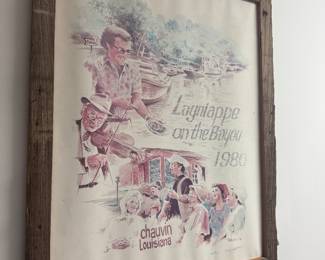 Lagniappe
on the Bayou
1980
chauvin
Louisiana